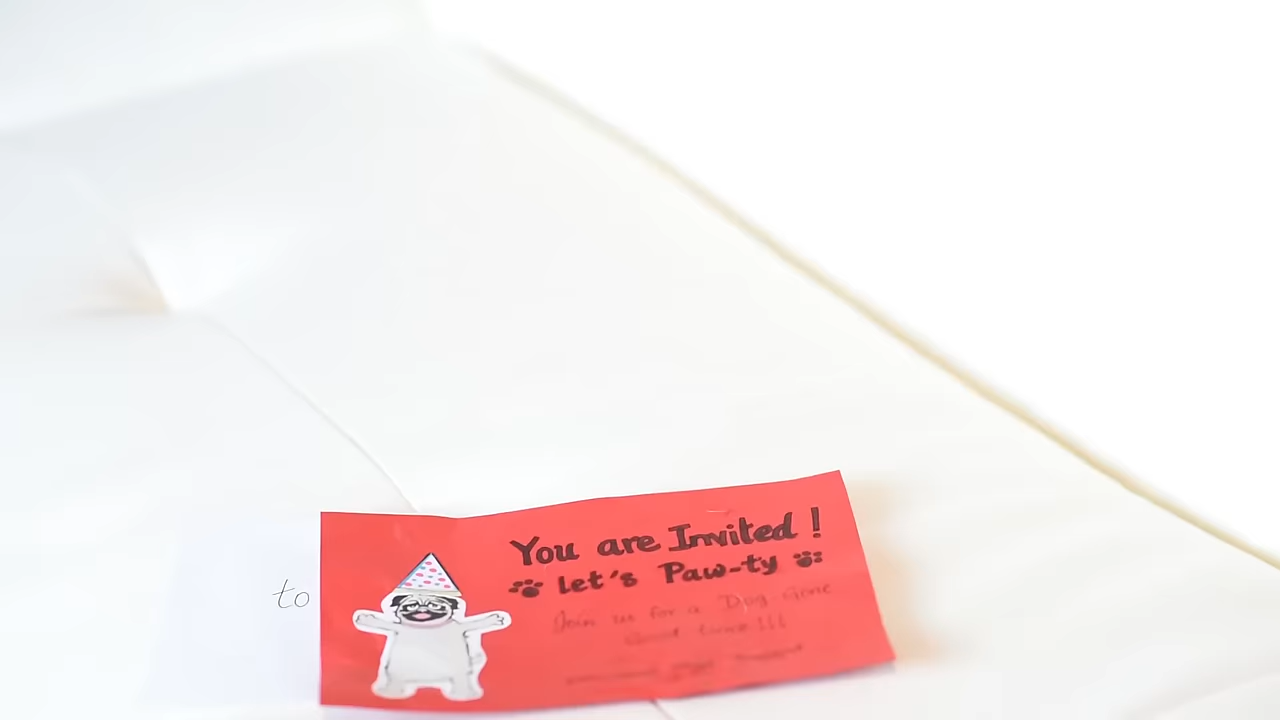 You are Invited !
let's Paw-ty
Join us for a Dog Gone
Good time!!!
to